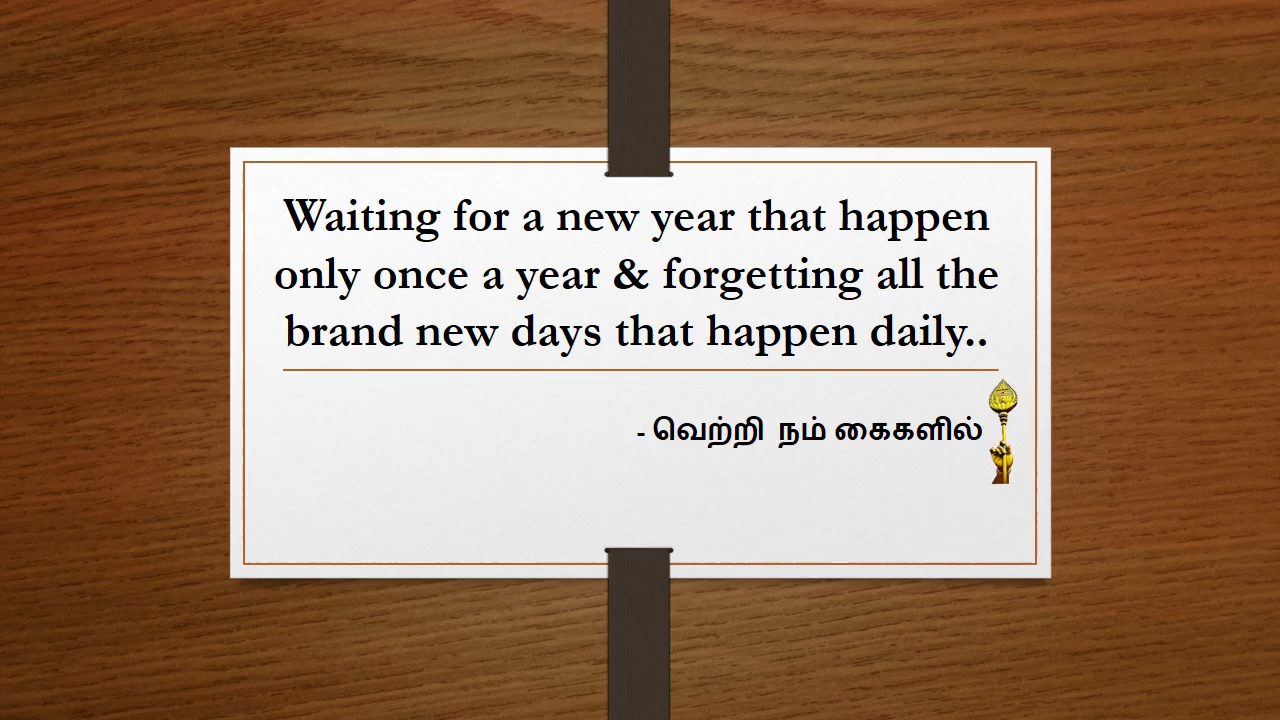 Waiting for a new year that happen
only once a year & forgetting all the
brand new days that happen daily..
- வெற்றி நம் கைகளில்